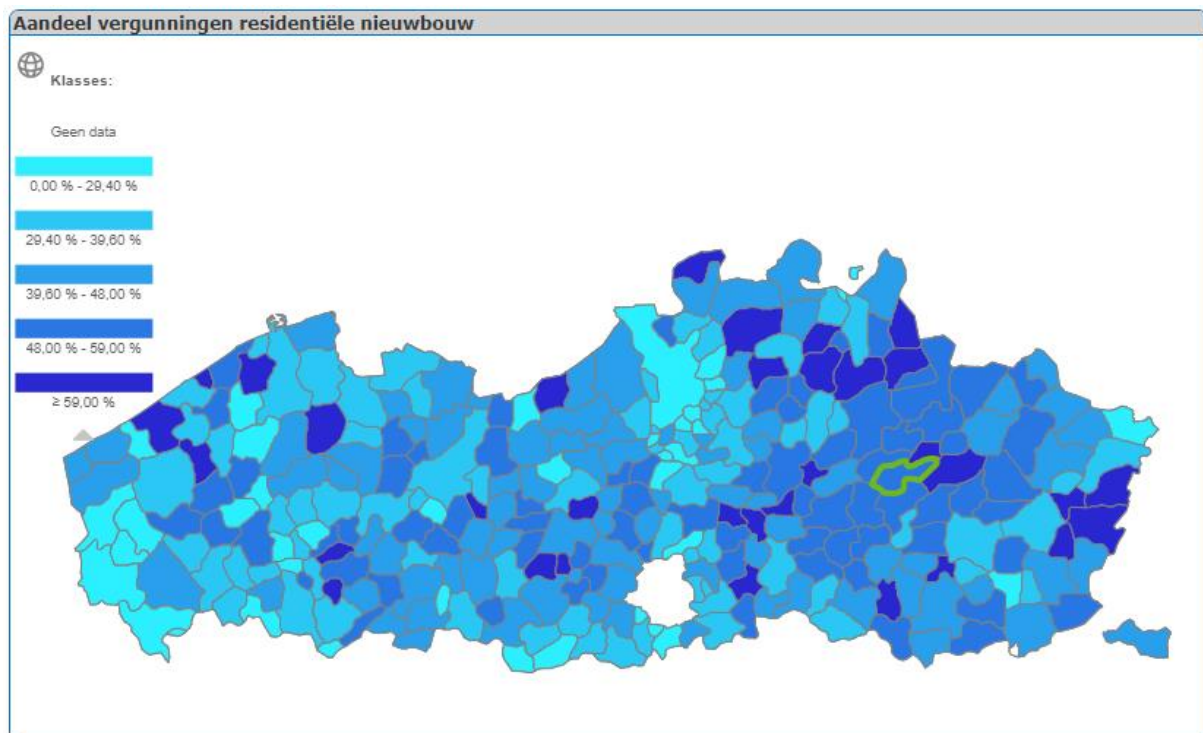 Aandeel vergunningen residentiële nieuwbouw
Klasses:
Geen data
0,00 % - 29,40 %
29,40 % - 39,60 %
39,60 % - 48,00 %
48,00 % - 59,00 %
≥ 59,00 %